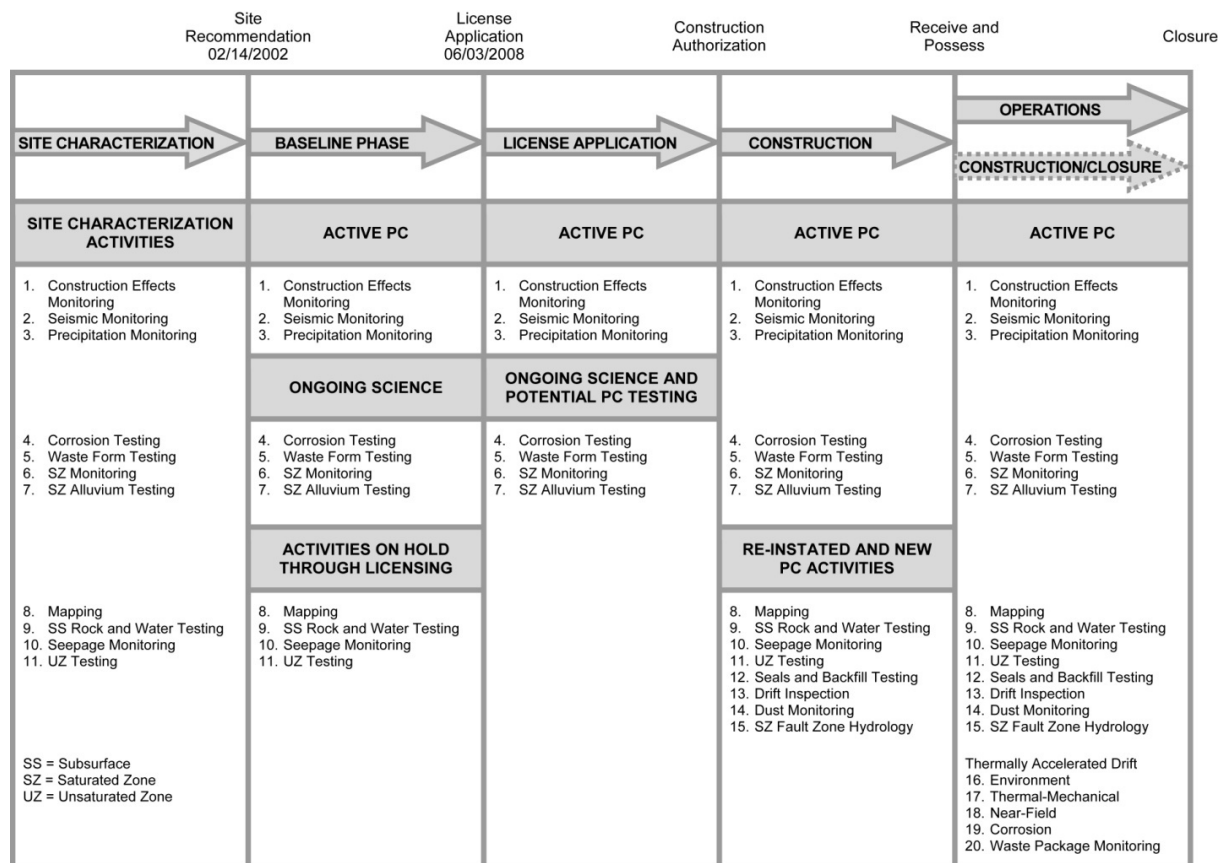 Site
Recommendation
02/14/2002
License
Application
06/03/2008
Construction
Authorization
Receive and
Possess
Closure
SITE CHARACTERIZATION
BASELINE PHASE
LICENSE APPLICATION
CONSTRUCTION
OPERATIONS
CONSTRUCTION/CLOSURE
SITE CHARACTERIZATION
ACTIVITIES
ACTIVE PC
ACTIVE PC
ACTIVE PC
ACTIVE PC
1. Construction Effects
Monitoring
2. Seismic Monitoring
3. Precipitation Monitoring
1. Construction Effects
Monitoring
2. Seismic Monitoring
3. Precipitation Monitoring
1. Construction Effects
Monitoring
2. Seismic Monitoring
3. Precipitation Monitoring
1. Construction Effects
Monitoring
2. Seismic Monitoring
3. Precipitation Monitoring
1. Construction Effects
Monitoring
2. Seismic Monitoring
3. Precipitation Monitoring
ONGOING SCIENCE
ONGOING SCIENCE AND
POTENTIAL PC TESTING
4. Corrosion Testing
5. Waste Form Testing
6. SZ Monitoring
7. SZ Alluvium Testing
4. Corrosion Testing
5. Waste Form Testing
6. SZ Monitoring
7. SZ Alluvium Testing
4. Corrosion Testing
5. Waste Form Testing
6. SZ Monitoring
7. SZ Alluvium Testing
4. Corrosion Testing
5. Waste Form Testing
6. SZ Monitoring
7. SZ Alluvium Testing
4. Corrosion Testing
5. Waste Form Testing
6. SZ Monitoring
7. SZ Alluvium Testing
ACTIVITIES ON HOLD
THROUGH LICENSING
RE-INSTATED AND NEW
PC ACTIVITIES
8. Mapping
9. SS Rock and Water Testing
10. Seepage Monitoring
11. UZ Testing
8. Mapping
9. SS Rock and Water Testing
10. Seepage Monitoring
11. UZ Testing
8. Mapping
9. SS Rock and Water Testing
10. Seepage Monitoring
11. UZ Testing
12. Seals and Backfill Testing
13. Drift Inspection
14. Dust Monitoring
15. SZ Fault Zone Hydrology
8. Mapping
9. SS Rock and Water Testing
10. Seepage Monitoring
11. UZ Testing
12. Seals and Backfill Testing
13. Drift Inspection
14. Dust Monitoring
15. SZ Fault Zone Hydrology
SS = Subsurface
SZ = Saturated Zone
UZ = Unsaturated Zone
Thermally Accelerated Drift
16. Environment
17. Thermal-Mechanical
18. Near-Field
19. Corrosion
20. Waste Package Monitoring